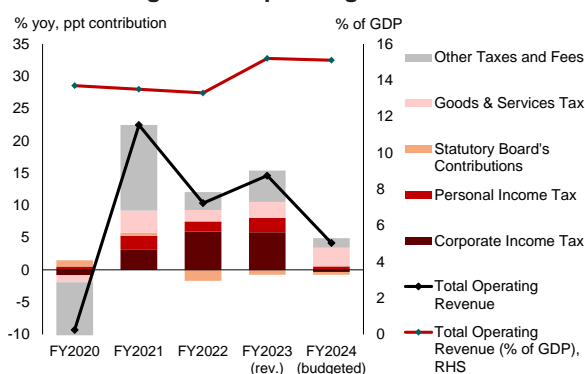 % yoy, ppt contribution
% of GDP
35
30
25
20
15
10
5
0
-5
-10
16
14
12
10
8
6
4
2
0
FY2020
FY2021
FY2022
FY2023
(rev.)
FY2024
(budgeted)
Other Taxes and Fees
Goods & Services Tax
Statutory Board's
Contributions
Personal Income Tax
Corporate Income Tax
Total Operating
Revenue
Total Operating
Revenue (% of GDP),
RHS